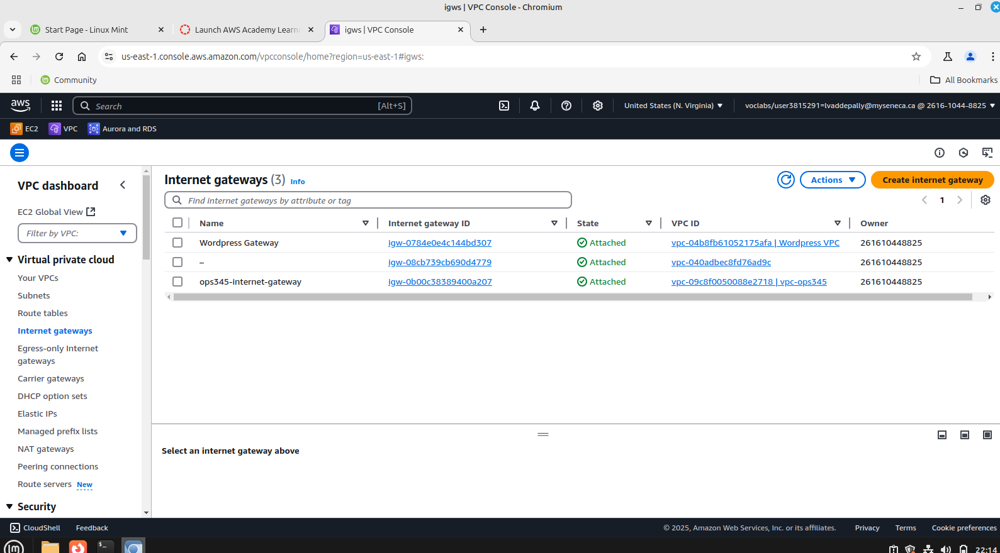 igws | VPC Console - Chromium
Start Page - Linux Mint
Launch AWS Academy Learn
igws | VPC Console
us-east-1.console.aws.amazon.com/vpcconsole/home?region=us-east-1#igws:
Community
All Bookmarks
aws
Search
[Alt+S]
United States (N. Virginia)
voclabs/user3815291=lvaddepally@myseneca.ca @ 2616-1044-8825
EC2
VPC
Aurora and RDS
VPC dashboard
EC2 Global View
Filter by VPC:
Virtual private cloud
Your VPCs
Subnets
Route tables
Internet gateways
Egress-only Internet
gateways
Carrier gateways
DHCP option sets
Elastic IPs
Managed prefix lists
NAT gateways
Peering connections
Route servers New
Security
Internet gateways (3) Info
Actions
Create internet gateway
Find internet gateways by attribute or tag
1
Name Internet gateway ID State VPC ID Owner
Wordpress Gateway igw-0784e0e4c144bd307 Attached vpc-04b8fb61052175afa | Wordpress VPC 261610448825
– igw-08cb739cb690d4779 Attached vpc-040adbec8fd76ad9c 261610448825
ops345-internet-gateway igw-0b00c38389400a207 Attached vpc-09c8f0050088e2718 | vpc-ops345 261610448825
Select an internet gateway above
CloudShell Feedback © 2025, Amazon Web Services, Inc. or its affiliates. Privacy Terms Cookie preferences
22:14